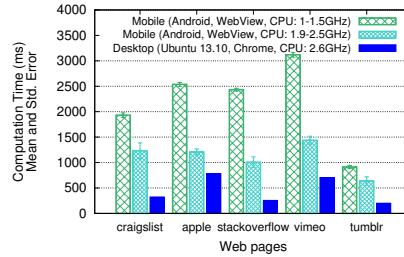 Mobile (Android, WebView, CPU: 1-1.5GHz)
Mobile (Android, WebView, CPU: 1.9-2.5GHz)
Desktop (Ubuntu 13.10, Chrome, CPU: 2.6GHz)
Computation Time (ms)
Mean and Std. Error
4000
3500
3000
2500
2000
1500
1000
500
0
craigslist apple stackoverflow vimeo tumblr
Web pages